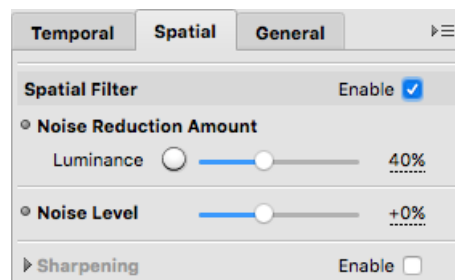 Temporal Spatial General
Spatial Filter Enable
Noise Reduction Amount
Luminance 40%
Noise Level +0%
Sharpening Enable